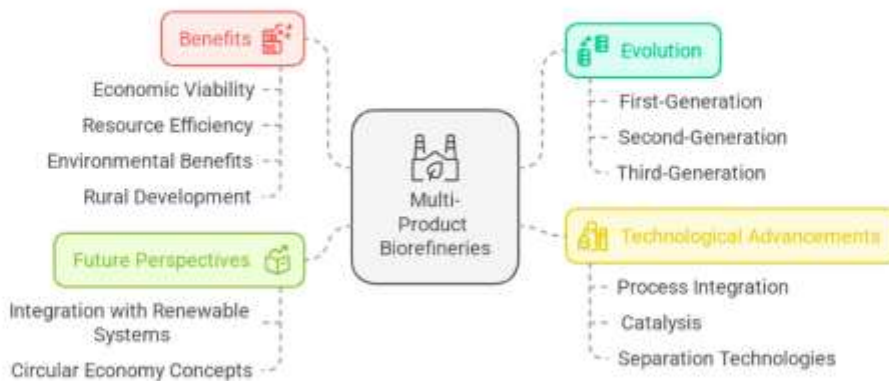 Benefits
Economic Viability
Resource Efficiency
Environmental Benefits
Rural Development
Future Perspectives
Integration with Renewable
Systems
Circular Economy Concepts
Multi-
Product
Biorefineries
Evolution
First-Generation
Second-Generation
Third-Generation
Technological Advancements
Process Integration
Catalysis
Separation Technologies